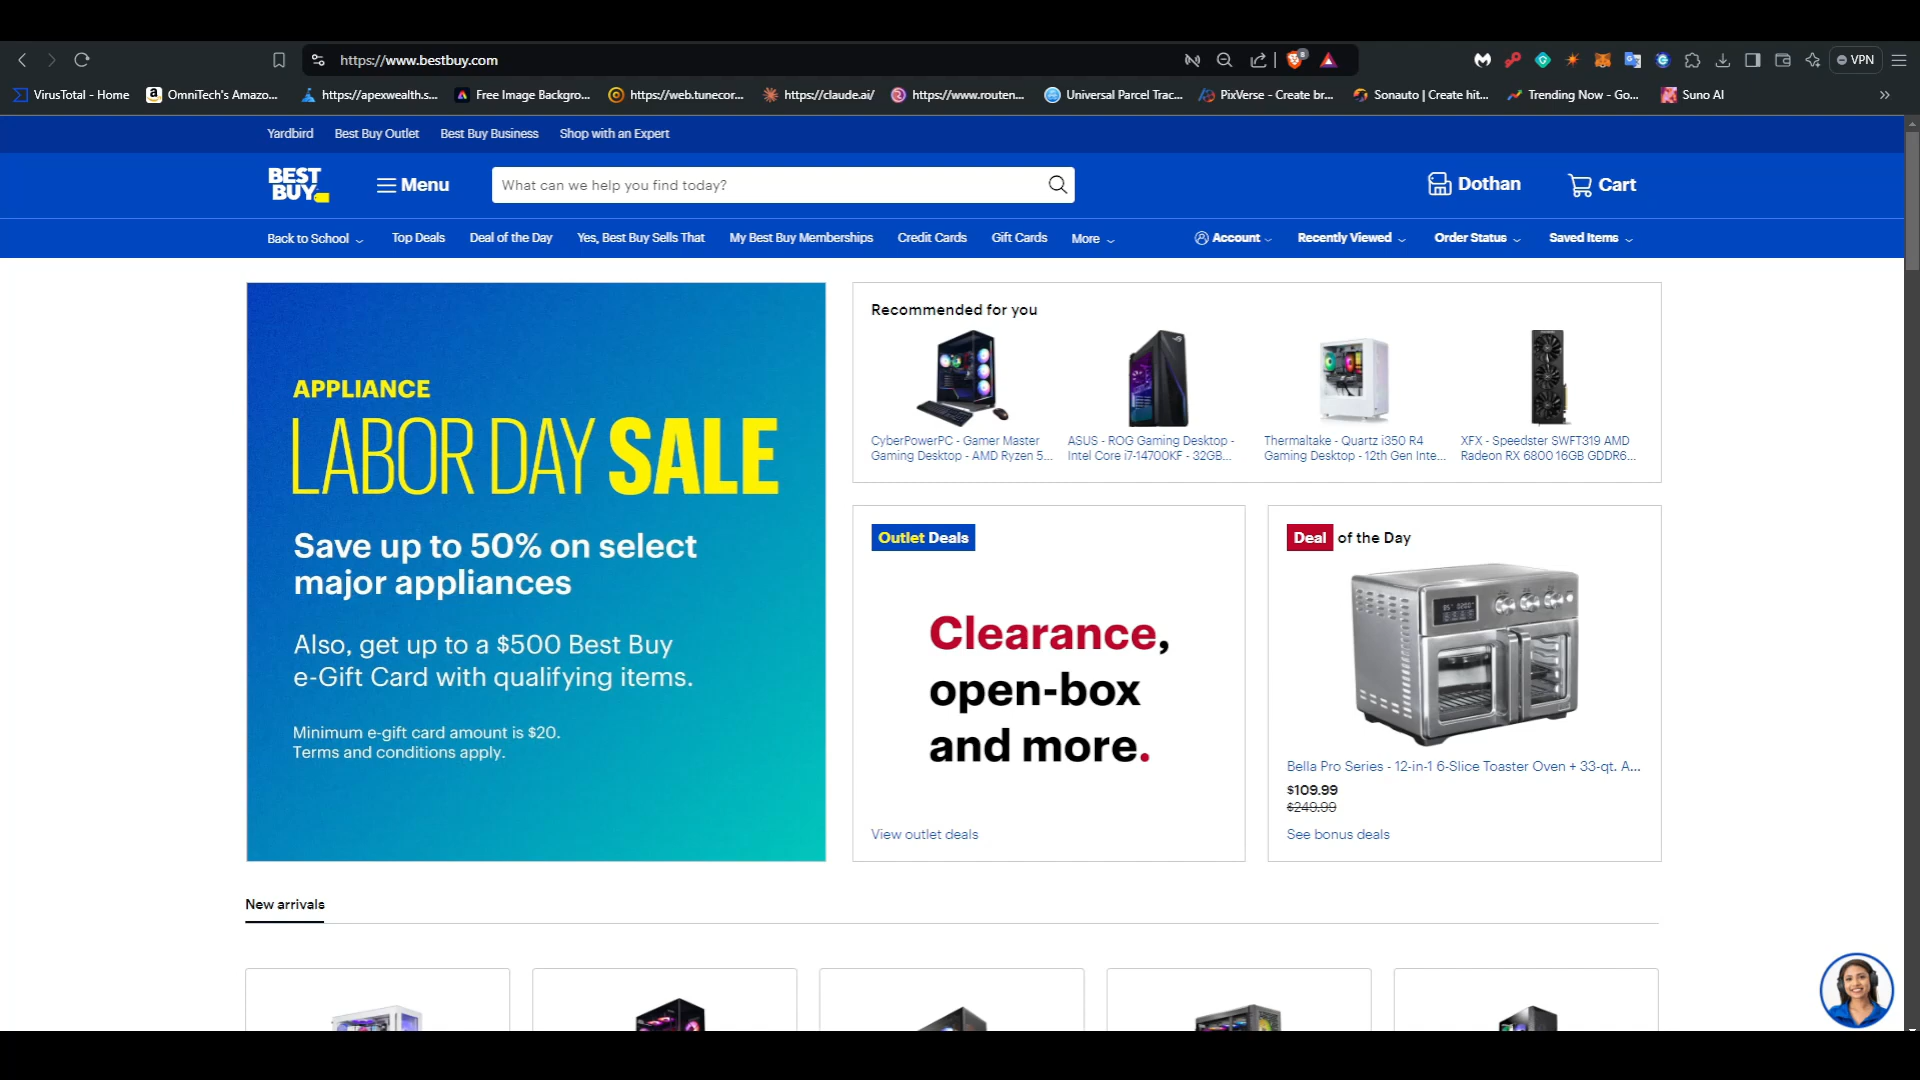 https://www.bestbuy.com
VPN
VirusTotal - Home
OmniTech's Amazo...
https://apexwealth.s...
Free Image Backgro...
https://web.tunecor...
https://claude.ai/
https://www.routen...
Universal Parcel Trac...
PixVerse - Create br...
Sonauto | Create hit...
Trending Now - Go...
Suno AI
Yardbird
Best Buy Outlet
Best Buy Business
Shop with an Expert
BEST
BUY
Menu
What can we help you find today?
Dothan
Cart
Back to School
Top Deals
Deal of the Day
Yes, Best Buy Sells That
My Best Buy Memberships
Credit Cards
Gift Cards
More
Account
Recently Viewed
Order Status
Saved Items
APPLIANCE
LABOR DAY SALE
Save up to 50% on select
major appliances
Also, get up to a $500 Best Buy
e-Gift Card with qualifying items.
Minimum e-gift card amount is $20.
Terms and conditions apply.
Recommended for you
CyberPowerPC - Gamer Master
Gaming Desktop - AMD Ryzen 5...
ASUS - ROG Gaming Desktop -
Intel Core i7-14700KF - 32GB...
Thermaltake - Quartz i350 R4
Gaming Desktop - 12th Gen Inte...
XFX - Speedster SWFT319 AMD
Radeon RX 6800 16GB GDDR6...
Outlet Deals
Clearance,
open-box
and more.
View outlet deals
Deal of the Day
Bella Pro Series - 12-in-1 6-Slice Toaster Oven + 33-qt. A...
$109.99
$249.99
See bonus deals
New arrivals